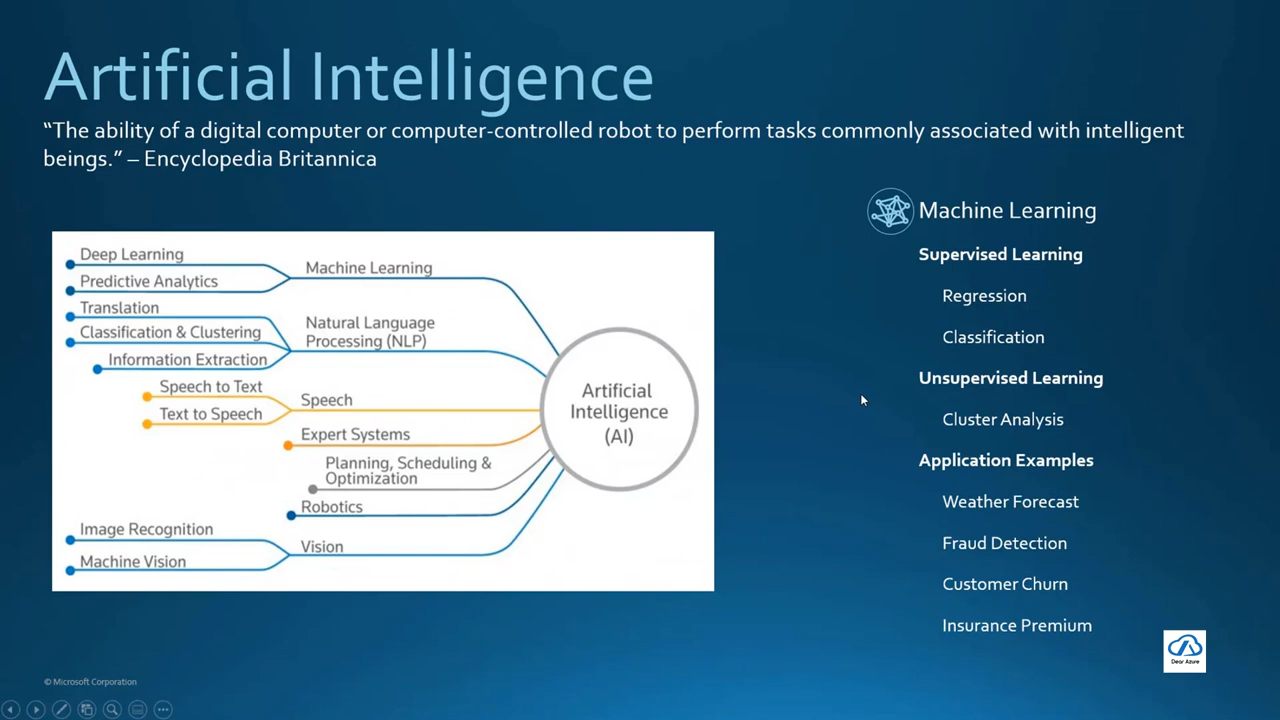 Artificial Intelligence
“The ability of a digital computer or computer-controlled robot to perform tasks commonly associated with intelligent
beings.” – Encyclopedia Britannica
Deep Learning
Predictive Analytics
Machine Learning
Translation
Classification & Clustering
Information Extraction
Natural Language
Processing (NLP)
Speech to Text
Text to Speech
Speech
Expert Systems
Planning, Scheduling &
Optimization
Robotics
Image Recognition
Machine Vision
Vision
Artificial
Intelligence
(AI)
Machine Learning
Supervised Learning
Regression
Classification
Unsupervised Learning
Cluster Analysis
Application Examples
Weather Forecast
Fraud Detection
Customer Churn
Insurance Premium
Dear Azure
© Microsoft Corporation